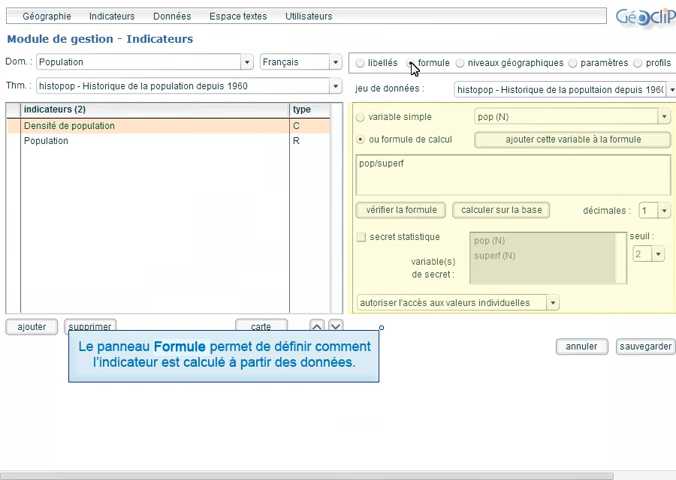 Géographie Indicateurs Données Espace textes Utilisateurs
GéoclIP
Module de gestion - Indicateurs
Dom. : Population Français
libellés formule niveaux géographiques paramètres profils
Thm. : histopop - Historique de la population depuis 1960
jeu de données : histopop - Historique de la popultaion depuis 1960
indicateurs (2) type
Densité de population C
Population R
variable simple pop (N)
ou formule de calcul ajouter cette variable à la formule
pop/superf
vérifier la formule calculer sur la base décimales : 1
secret statistique pop (N) seuil :
superf (N) 2
variable(s)
de secret :
autoriser l'accès aux valeurs individuelles
ajouter supprimer carte
annuler sauvegarder
Le panneau Formule permet de définir comment
l'indicateur est calculé à partir des données.